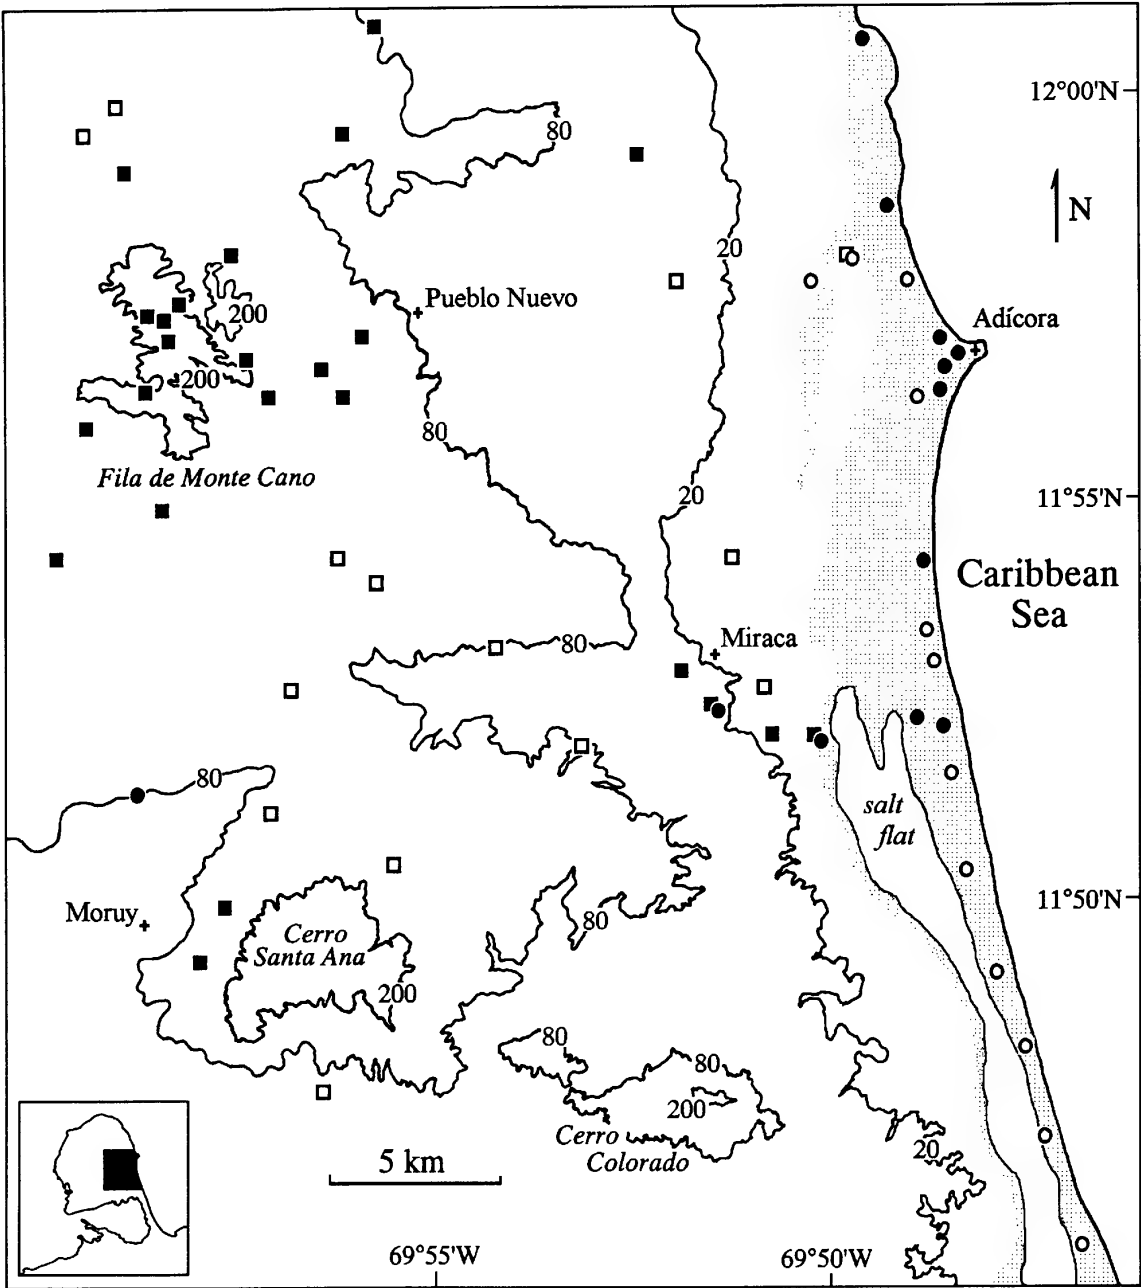 12°00'N
80
N
20
Pueblo Nuevo
200
Adícora
200
80
Fila de Monte Cano
20
11°55'N
Caribbean
Sea
Miraca
80
80
salt
flat
11°50'N
Moruy
Cerro
Santa Ana
80
200
80
80
200
Cerro
Colorado
20
5 km
69°55'W
69°50'W